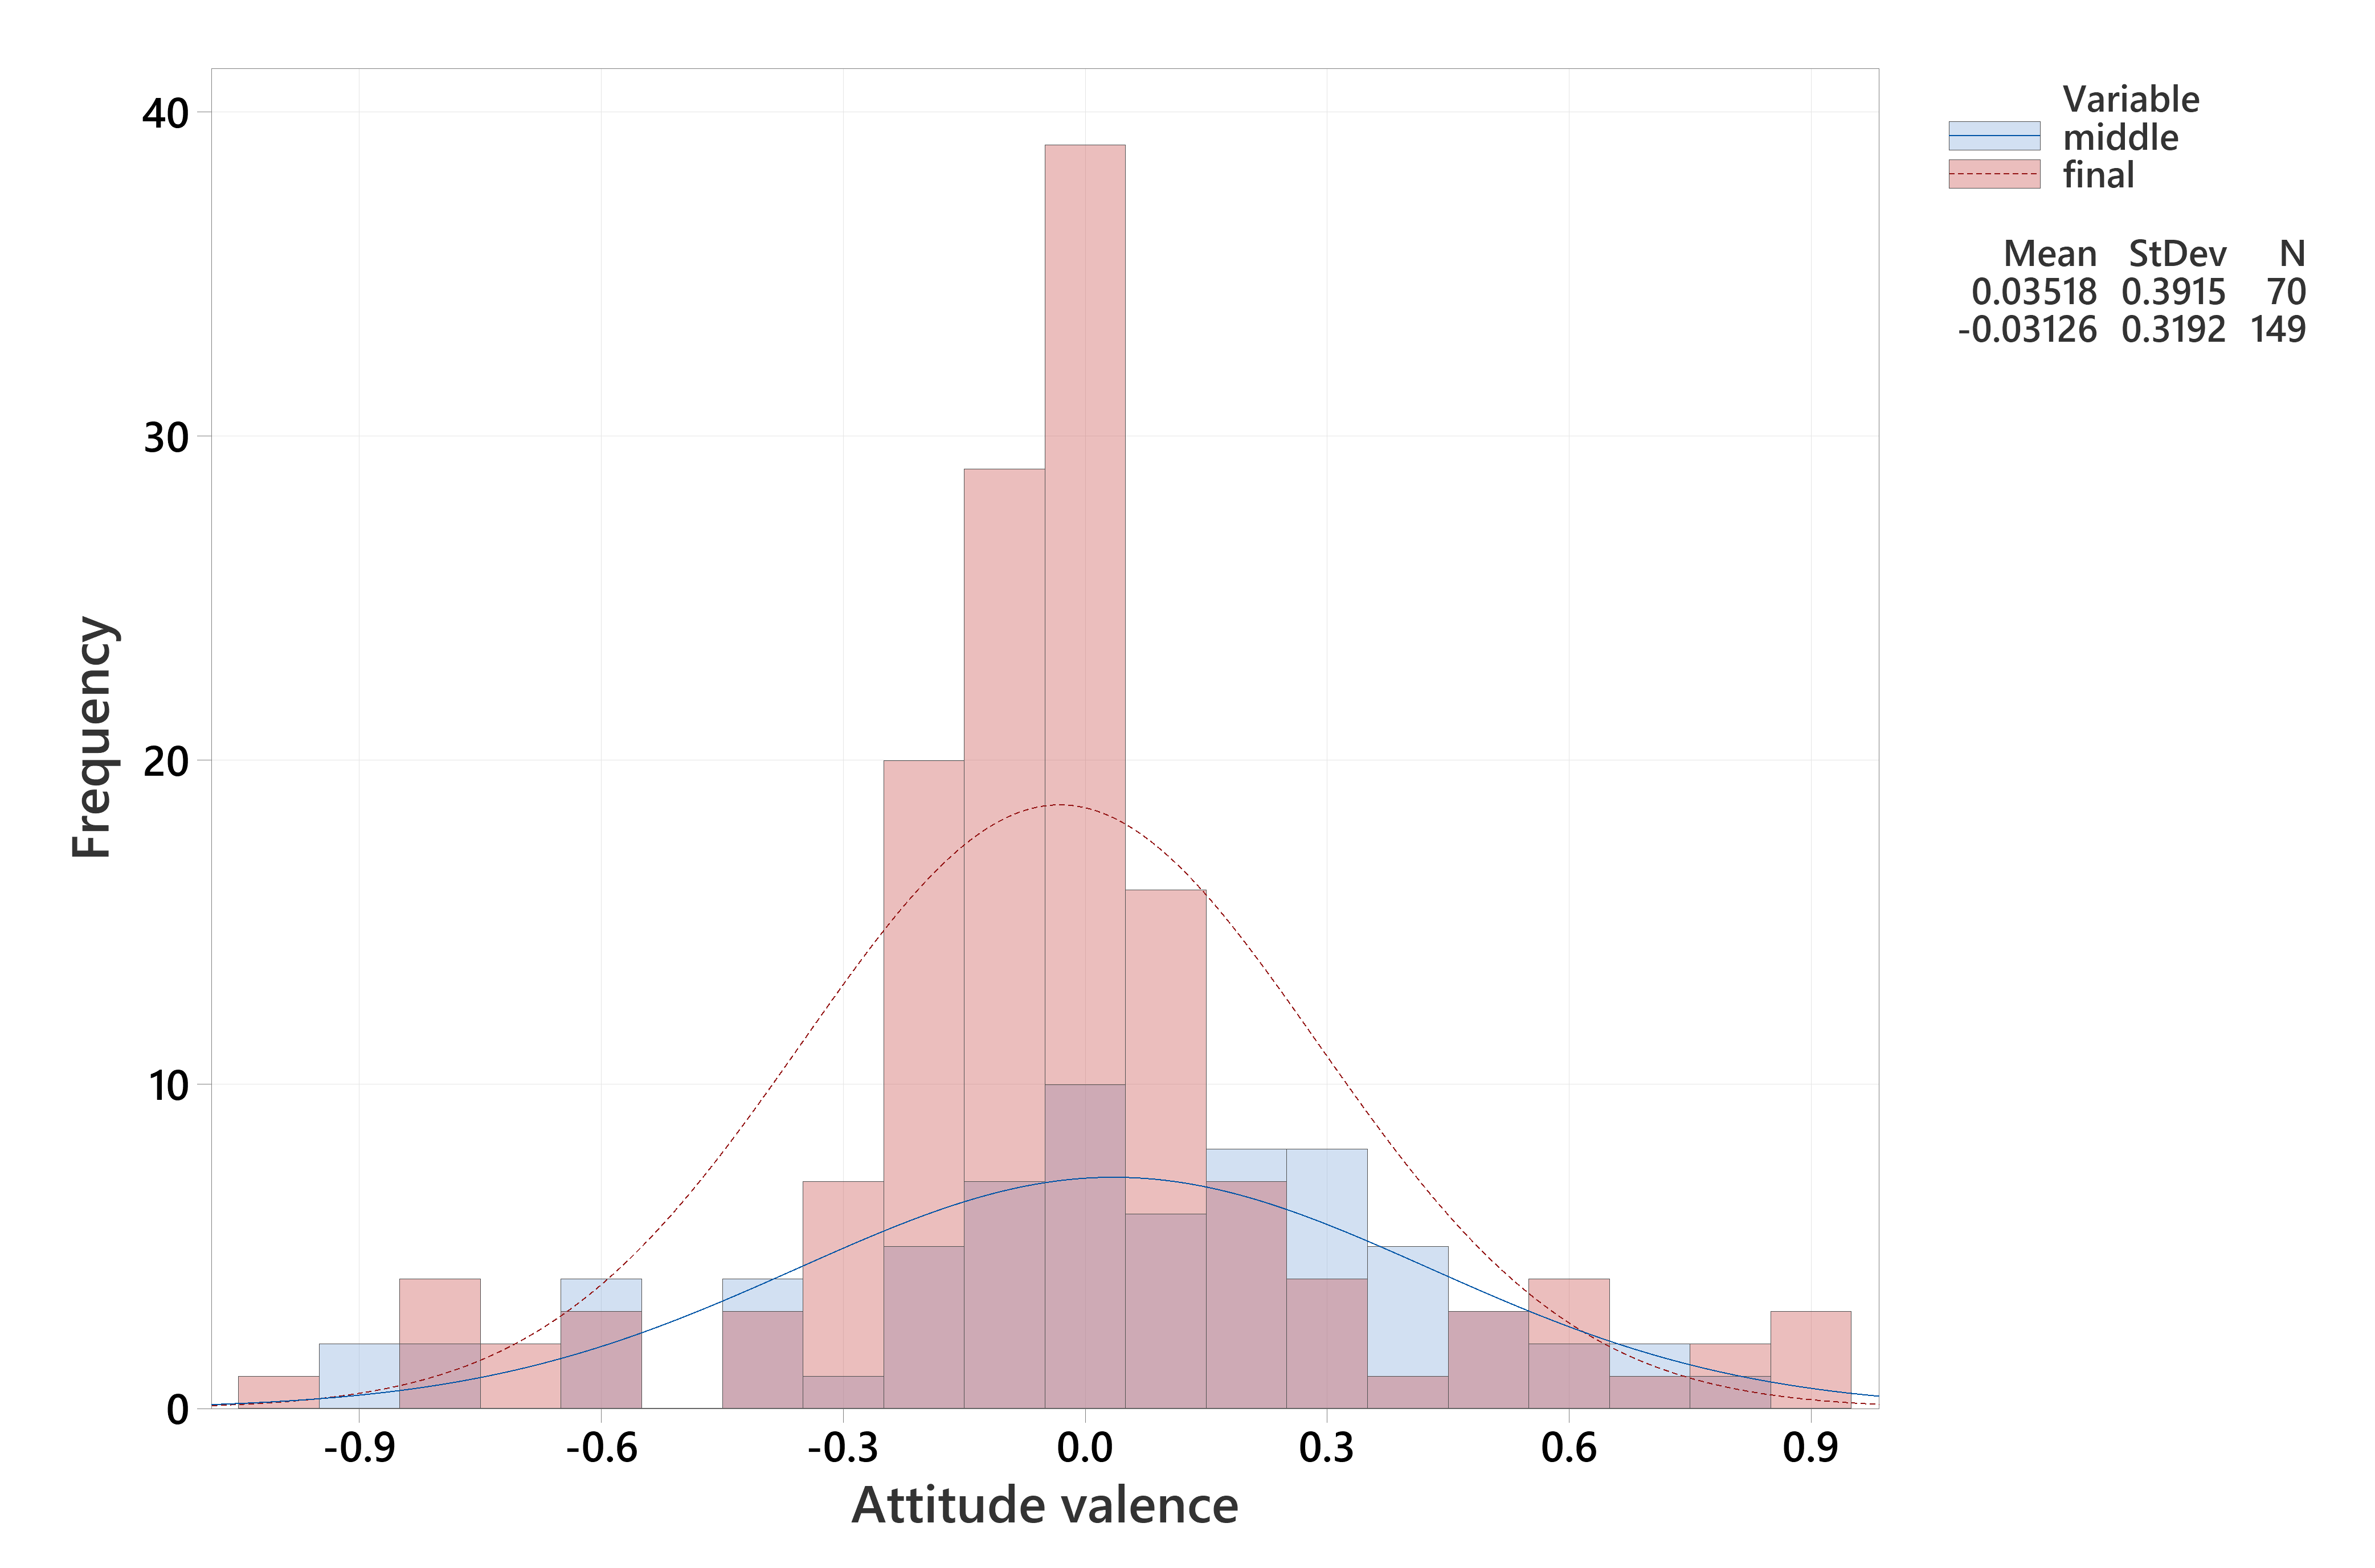 Variable
middle
final
Mean StDev N
0.03518 0.3915 70
-0.03126 0.3192 149
Frequency
40
30
20
10
0
-0.9 -0.6 -0.3 0.0 0.3 0.6 0.9
Attitude valence